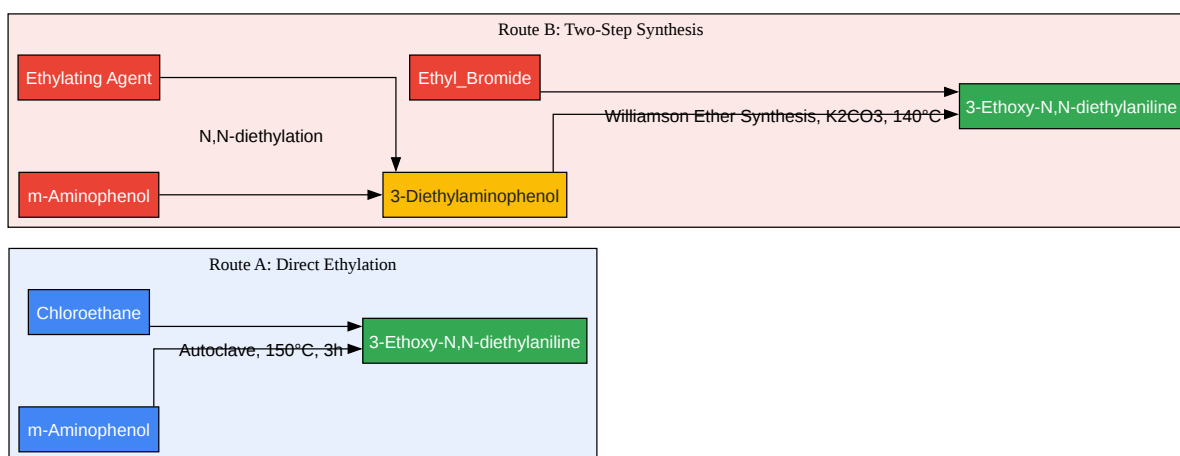 Route B: Two-Step Synthesis
Ethylating Agent
Ethyl_Bromide
3-Ethoxy-N,N-diethylaniline
Williamson Ether Synthesis, K2CO3, 140°C
N,N-diethylation
m-Aminophenol
3-Diethylaminophenol
Route A: Direct Ethylation
Chloroethane
3-Ethoxy-N,N-diethylaniline
Autoclave, 150°C, 3h
m-Aminophenol